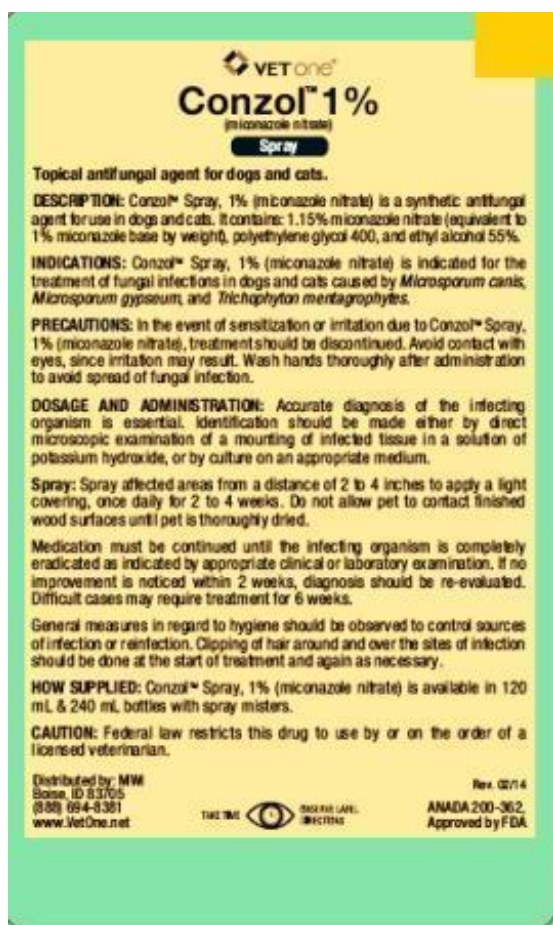 VET one®
Conzol™ 1%
(miconazole nitrate)
Spray
Topical antifungal agent for dogs and cats.
DESCRIPTION: Conzol™ Spray, 1% (miconazole nitrate) is a synthetic antifungal
agent for use in dogs and cats. It contains: 1.15% miconazole nitrate (equivalent to
1% miconazole base by weight), polyethylene glycol 400, and ethyl alcohol 55%.
INDICATIONS: Conzol™ Spray, 1% (miconazole nitrate) is indicated for the
treatment of fungal infections in dogs and cats caused by Microsporum canis,
Microsporum gypseum, and Trichophyton mentagrophytes.
PRECAUTIONS: In the event of sensitization or irritation due to Conzol™ Spray,
1% (miconazole nitrate), treatment should be discontinued. Avoid contact with
eyes, since irritation may result. Wash hands thoroughly after administration
to avoid spread of fungal infection.
DOSAGE AND ADMINISTRATION: Accurate diagnosis of the infecting
organism is essential. Identification should be made either by direct
microscopic examination of a mounting of infected tissue in a solution of
potassium hydroxide, or by culture on an appropriate medium.
Spray: Spray affected areas from a distance of 2 to 4 inches to apply a light
covering, once daily for 2 to 4 weeks. Do not allow pet to contact finished
wood surfaces until pet is thoroughly dried.
Medication must be continued until the infecting organism is completely
eradicated as indicated by appropriate clinical or laboratory examination. If no
improvement is noticed within 2 weeks, diagnosis should be re-evaluated.
Difficult cases may require treatment for 6 weeks.
General measures in regard to hygiene should be observed to control sources
of infection or reinfection. Clipping of hair around and over the sites of infection
should be done at the start of treatment and again as necessary.
HOW SUPPLIED: Conzol™ Spray, 1% (miconazole nitrate) is available in 120
mL & 240 mL bottles with spray misters.
CAUTION: Federal law restricts this drug to use by or on the order of a
licensed veterinarian.
Distributed by: MWI
Boise, ID 83705
(888) 694-8381
www.VetOne.net
TAKE TIME
OBSERVE LABEL
DIRECTIONS
Rev. 02/14
ANADA 200-362,
Approved by FDA